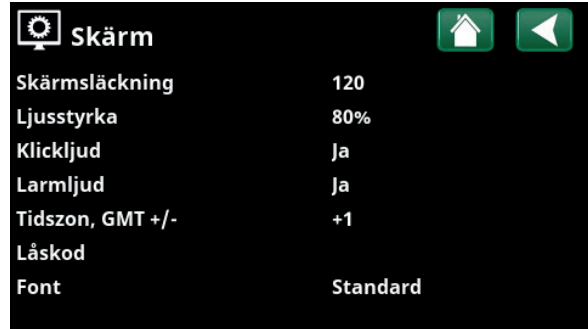 Skärm
Skärmsläckning 120
Ljusstyrka 80%
Klickljud Ja
Larmljud Ja
Tidszon, GMT +/- +1
Låskod
Font Standard